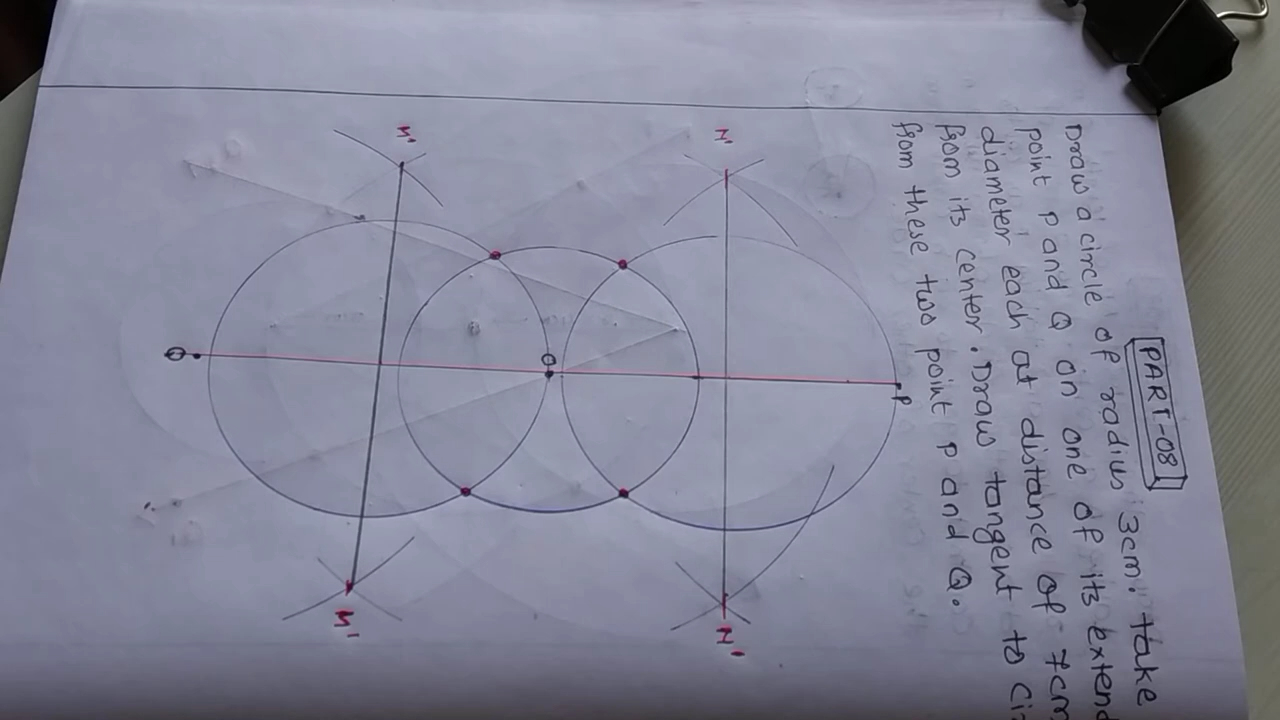 PART-08
Draw a circle of radius 3cm. take
point p and Q on one of its extend
diameter each at distance of 7cm
from its center. Draw tangent to ci
from these two point p and Q.
N'
M'
P
O
Q
N'
M'